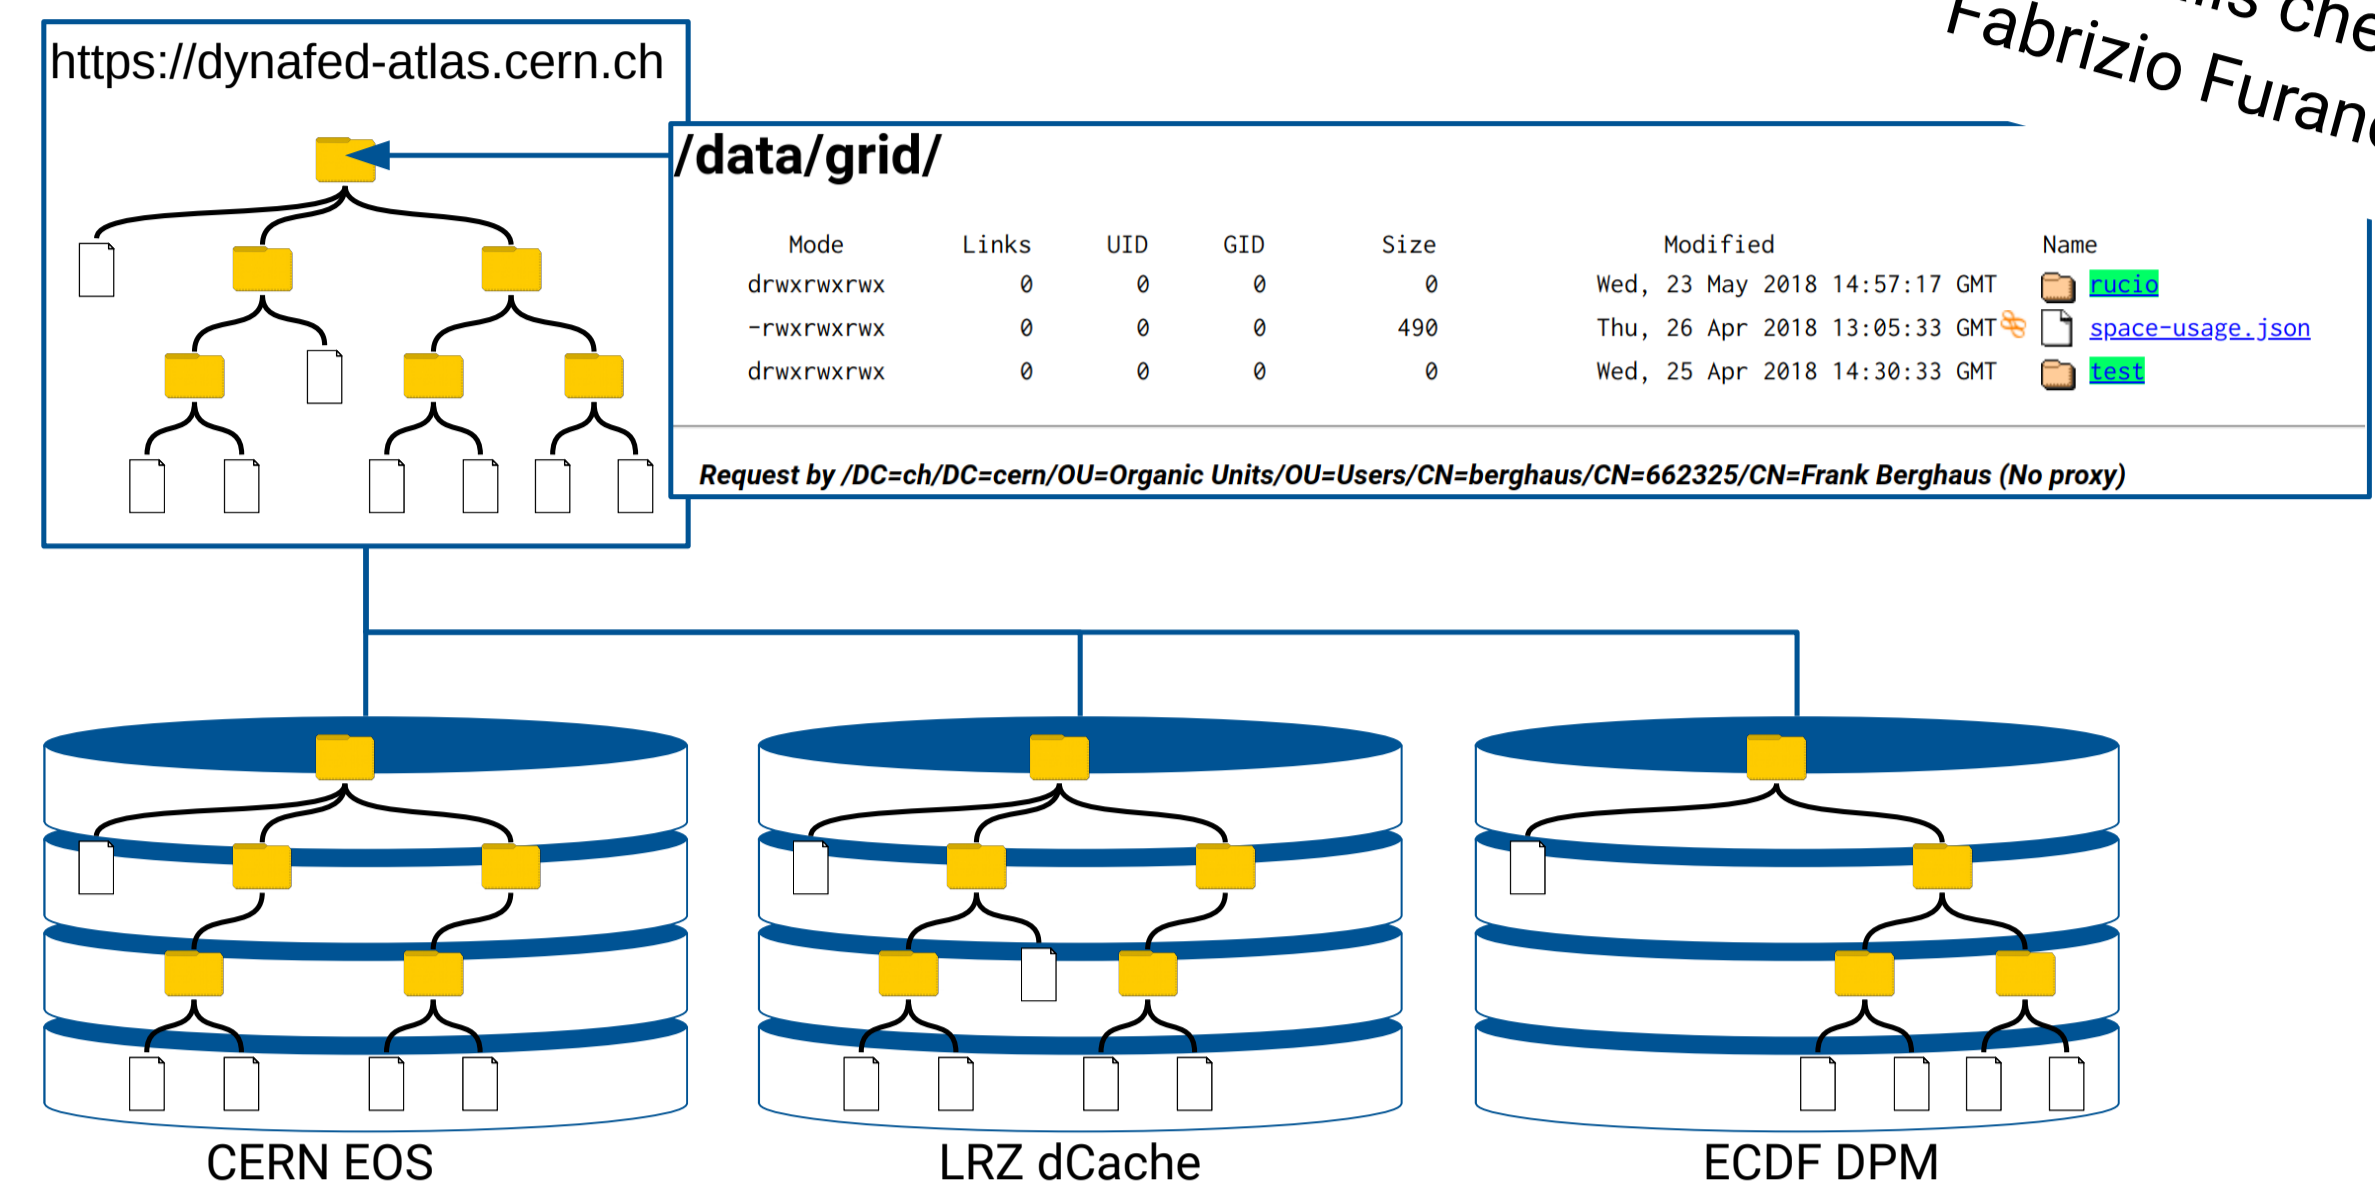 https://dynafed-atlas.cern.ch
Fabrizio
/data/grid/
Mode Links UID GID Size Modified Name
drwxrwxrwx 0 0 0 0 Wed, 23 May 2018 14:57:17 GMT rucio
-rwxrwxrwx 0 0 0 490 Thu, 26 Apr 2018 13:05:33 GMT space-usage.json
drwxrwxrwx 0 0 0 0 Wed, 25 Apr 2018 14:30:33 GMT test
Request by /DC=ch/DC=cern/OU=Organic Units/OU=Users/CN=berghaus/CN=662325/CN=Frank Berghaus (No proxy)
CERN EOS
LRZ dCache
ECDF DPM